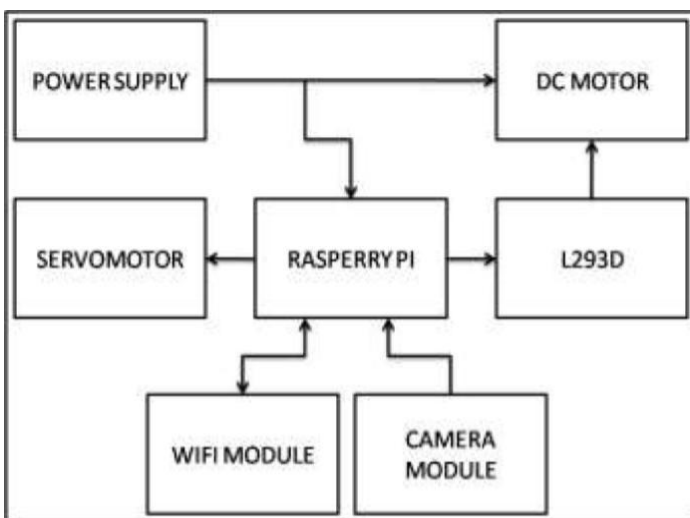 POWER SUPPLY
DC MOTOR
SERVOMOTOR
RASPERRY PI
L293D
WIFI MODULE
CAMERA
MODULE